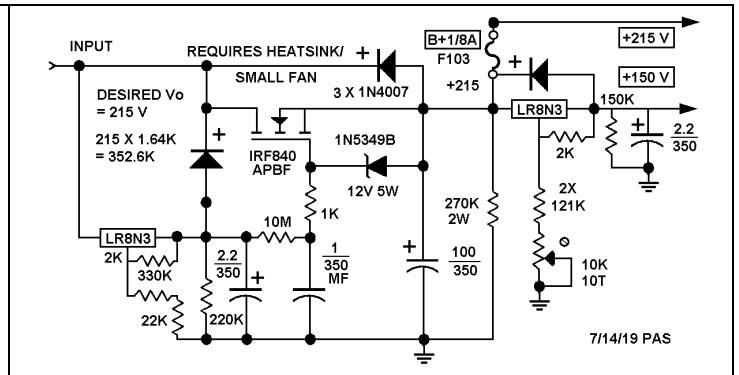 INPUT
REQUIRES HEATSINK/
SMALL FAN
B+1/8A
F103
+215
+215 V
+150 V
+
+
3 X 1N4007
DESIRED Vo
= 215 V
215 X 1.64K
= 352.6K
+
IRF840
APBF
1N5349B
12V 5W
LR8N3
2K
150K
+
2.2
350
1K
10M
270K
2W
2X
121K
LR8N3
2K
330K
22K
220K
2.2
350
+
1
350
MF
+
100
350
10K
10T
7/14/19 PAS